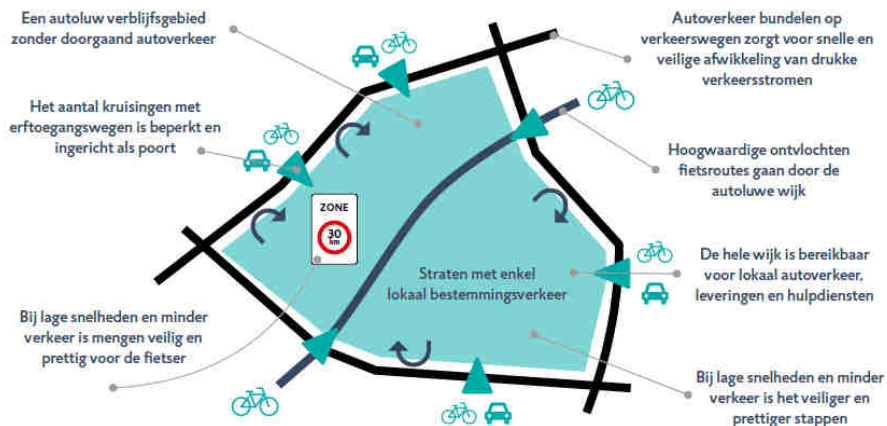 Een autoluw verblijfsgebied
zonder doorgaand autoverkeer
Autoverkeer bundelen op
verkeerswegen zorgt voor snelle en
veilige afwikkeling van drukke
verkeersstromen
Het aantal kruisingen met
erftoegangswegen is beperkt en
ingericht als poort
Hoogwaardige ontvlochten
fietsroutes gaan door de
autoluwe wijk
ZONE
30
km
De hele wijk is bereikbaar
voor lokaal autoverkeer,
leveringen en hulpdiensten
Straten met enkel
lokaal bestemmingsverkeer
Bij lage snelheden en minder
verkeer is mengen veilig en
prettig voor de fietser
Bij lage snelheden en minder
verkeer is het veiliger en
prettiger stappen